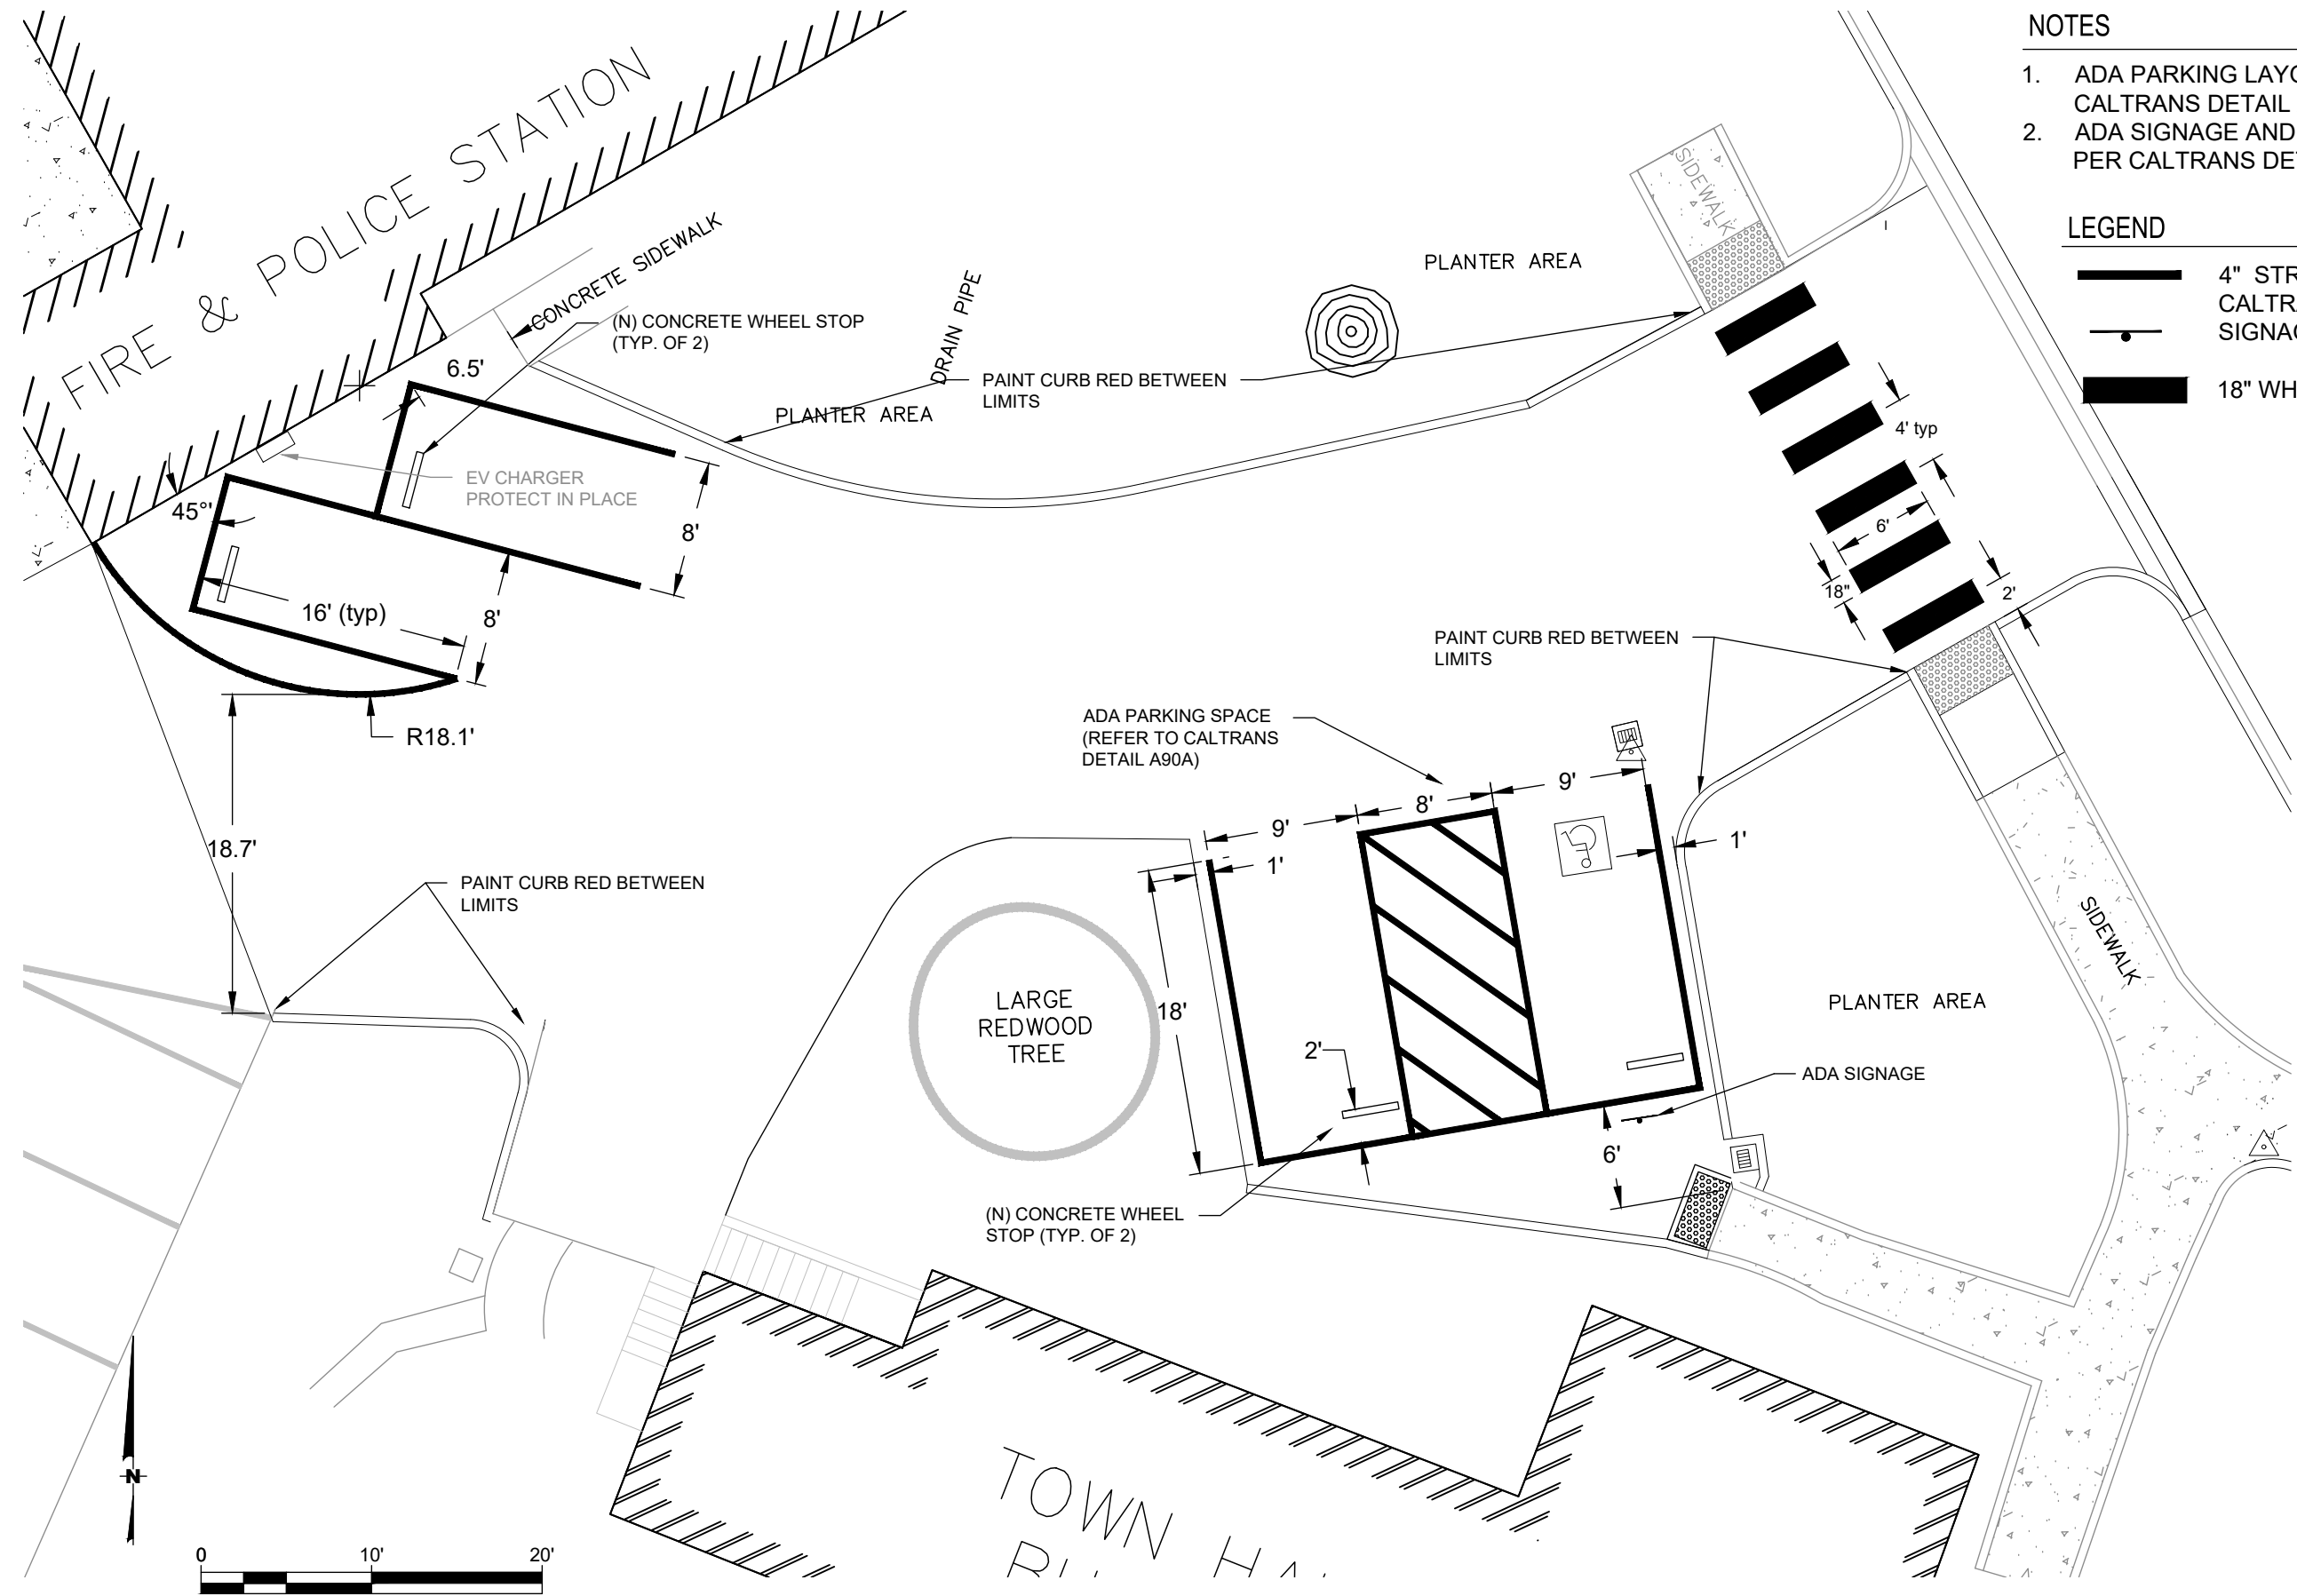 NOTES
1. ADA PARKING LAYO
CALTRANS DETAIL
2. ADA SIGNAGE AND
PER CALTRANS DET
LEGEND
4" STR
CALTRA
SIGNAG
18" WH
FIRE & POLICE STATION
CONCRETE SIDEWALK
(N) CONCRETE WHEEL STOP
(TYP. OF 2)
DRAIN PIPE
6.5'
PAINT CURB RED BETWEEN
LIMITS
PLANTER AREA
PLANTER AREA
SIDEWALK
EV CHARGER
PROTECT IN PLACE
45°'
8'
16' (typ)
8'
R18.1'
18.7'
4' typ
6'
18"
2'
PAINT CURB RED BETWEEN
LIMITS
ADA PARKING SPACE
(REFER TO CALTRANS
DETAIL A90A)
9'
8'
9'
1'
1'
PAINT CURB RED BETWEEN
LIMITS
LARGE
REDWOOD
TREE
18'
2'
SIDEWALK
PLANTER AREA
ADA SIGNAGE
6'
(N) CONCRETE WHEEL
STOP (TYP. OF 2)
N
0 10' 20'
TOWN HA